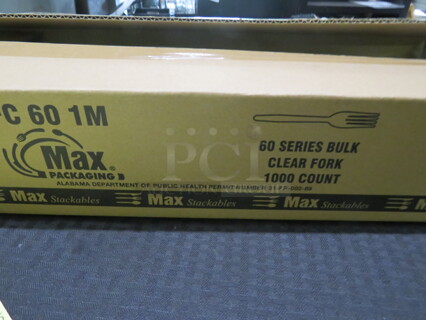 -C 60 1M
Max
PACKAGING
60 SERIES BULK
CLEAR FORK
1000 COUNT
PCI
ALABAMA DEPARTMENT OF PUBLIC HEALTH PERMIT NUMBER
Max Stackables Max Stackables Max Stackables M